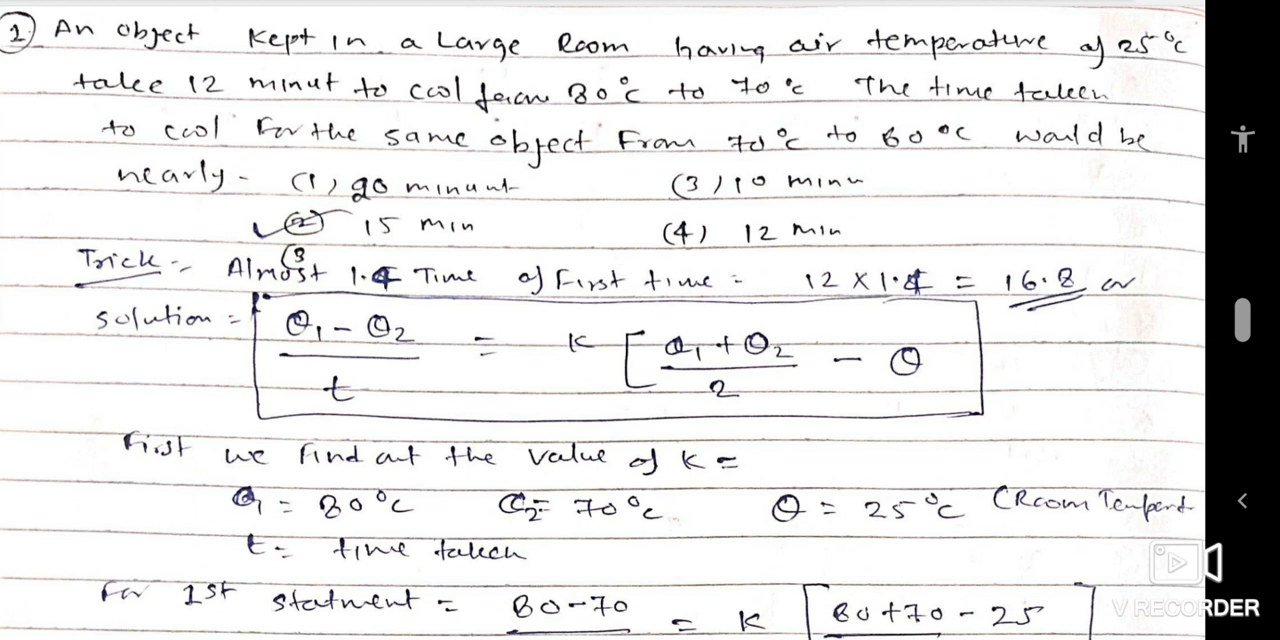 1) An object kept in a Large Room having air temperature of 25°C
take 12 minut to cool from 80°C to 70°C The time taken
to cool For the same object From 70°C to 60°C would be
nearly - (1) 20 minunt (3) 10 minu
(2) 15 min (4) 12 min
Trick = Almost 1.4 Time of First time = 12 X 1.4 = 16.8 or
(3
solution = θ1 - θ2 / t = K [ θ1 + θ2 / 2 - θ
First we find out the value of K =
θ1 = 80°C θ2 = 70°C θ = 25°C (Room Tempert
t = time taken
For 1st statment = 80-70 = K [ 80+70 - 25 ]
V RECORDER